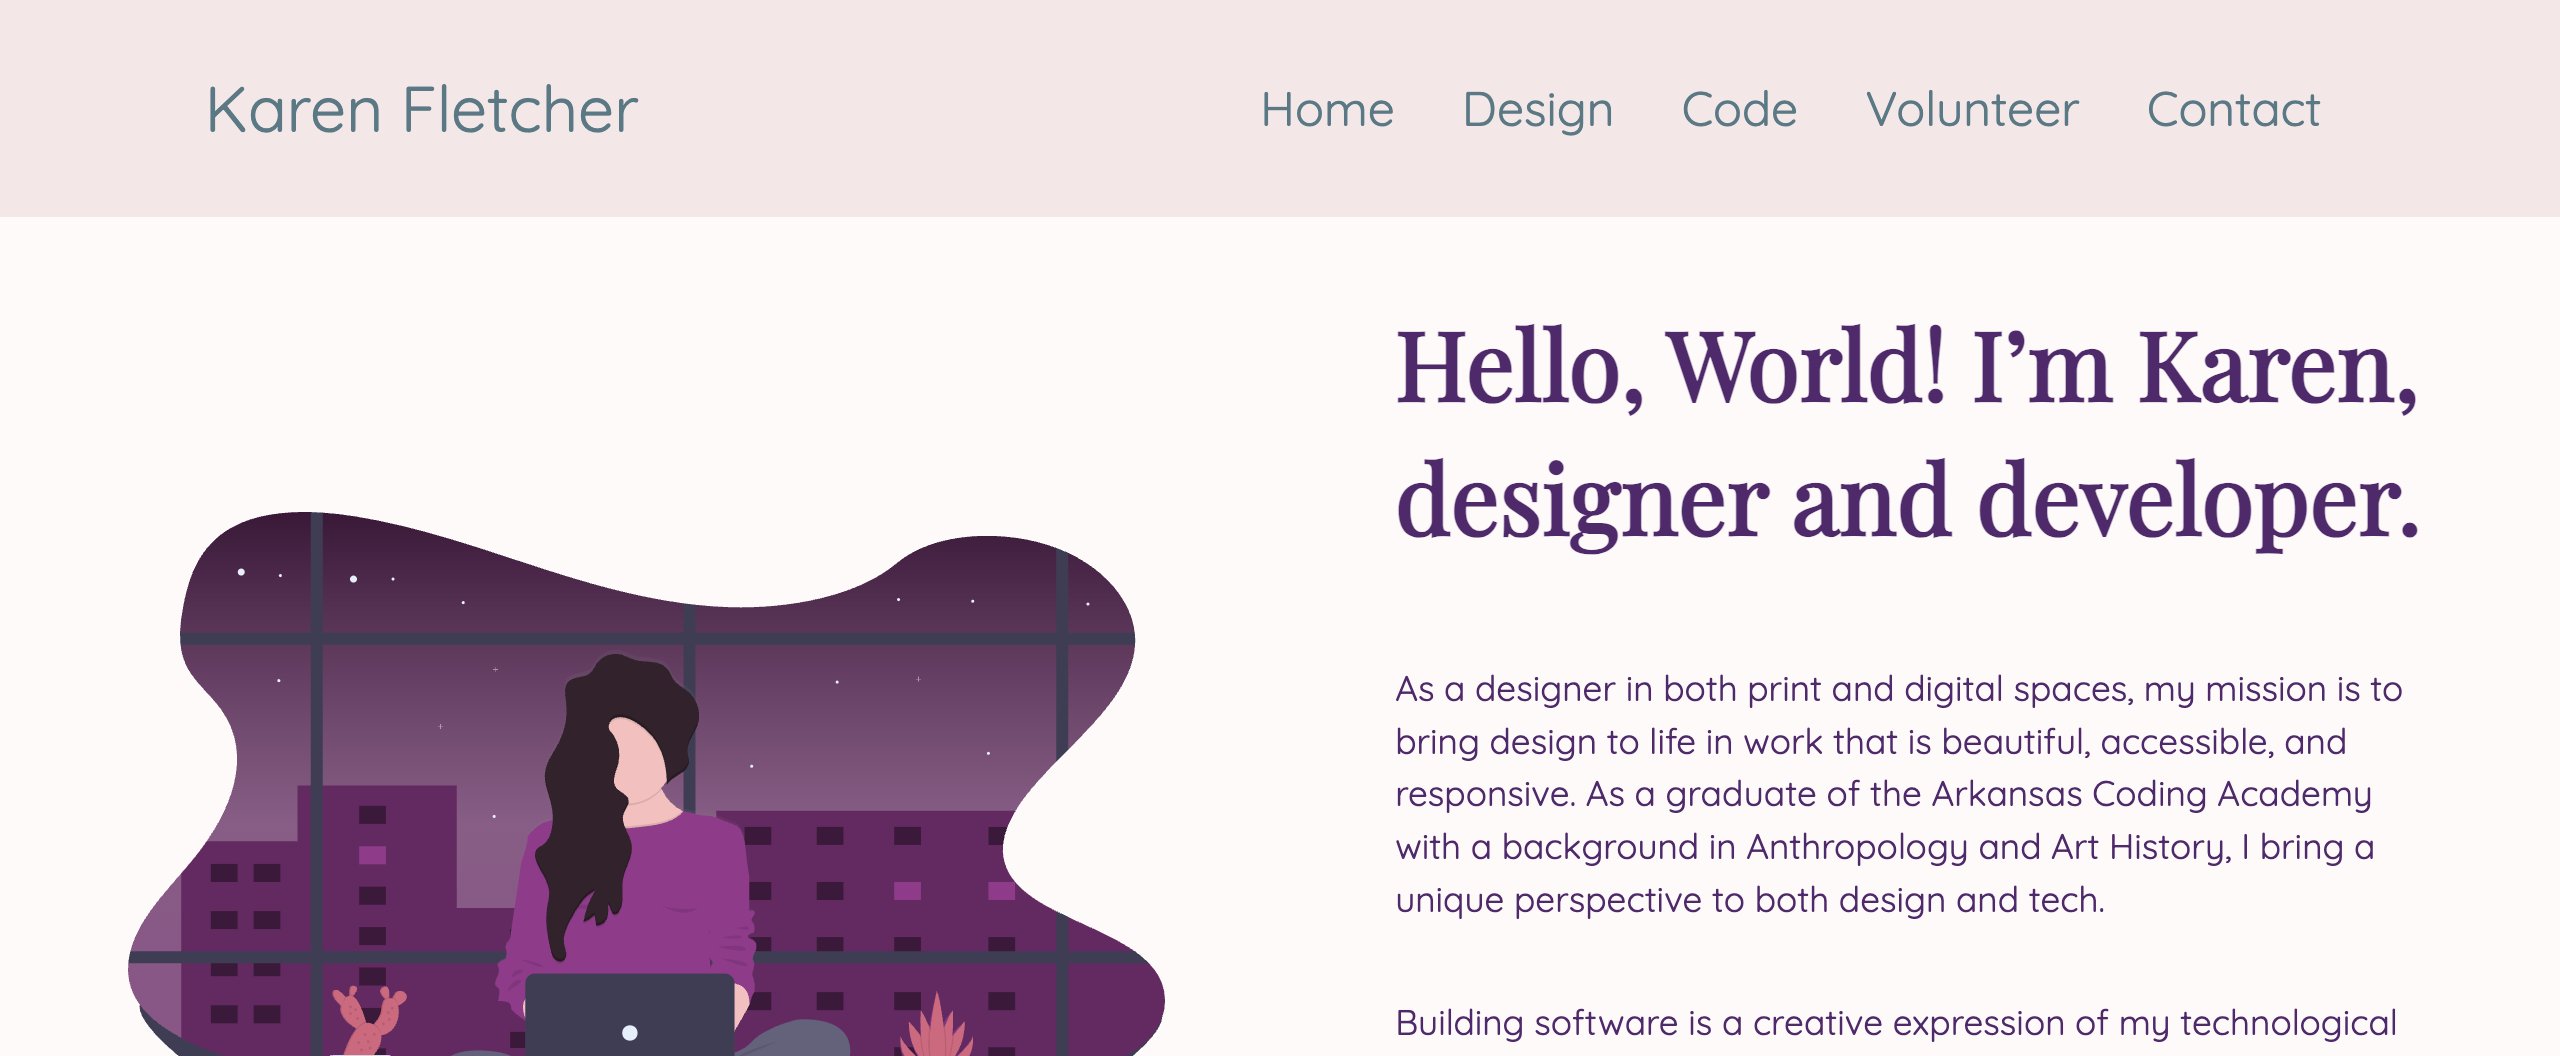 Karen Fletcher
Home Design Code Volunteer Contact
Hello, World! I’m Karen,
designer and developer.
As a designer in both print and digital spaces, my mission is to
bring design to life in work that is beautiful, accessible, and
responsive. As a graduate of the Arkansas Coding Academy
with a background in Anthropology and Art History, I bring a
unique perspective to both design and tech.
Building software is a creative expression of my technological